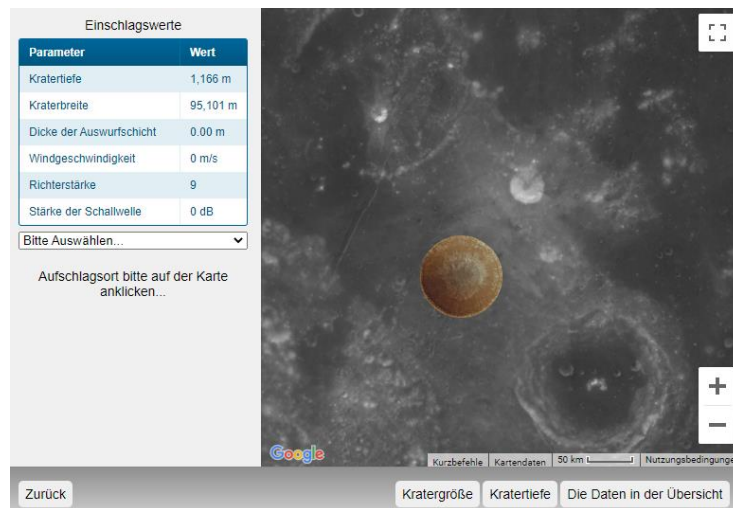 Einschlagswerte
Parameter Wert
Kratertiefe 1,166 m
Kraterbreite 95,101 m
Dicke der Auswurfschicht 0.00 m
Windgeschwindigkeit 0 m/s
Richterstärke 9
Stärke der Schallwelle 0 dB
Bitte Auswählen...
Aufschlagsort bitte auf der Karte
anklicken...
Google
Kurzbefehle Kartendaten 50 km Nutzungsbedingunge
Zurück Kratergröße Kratertiefe Die Daten in der Übersicht